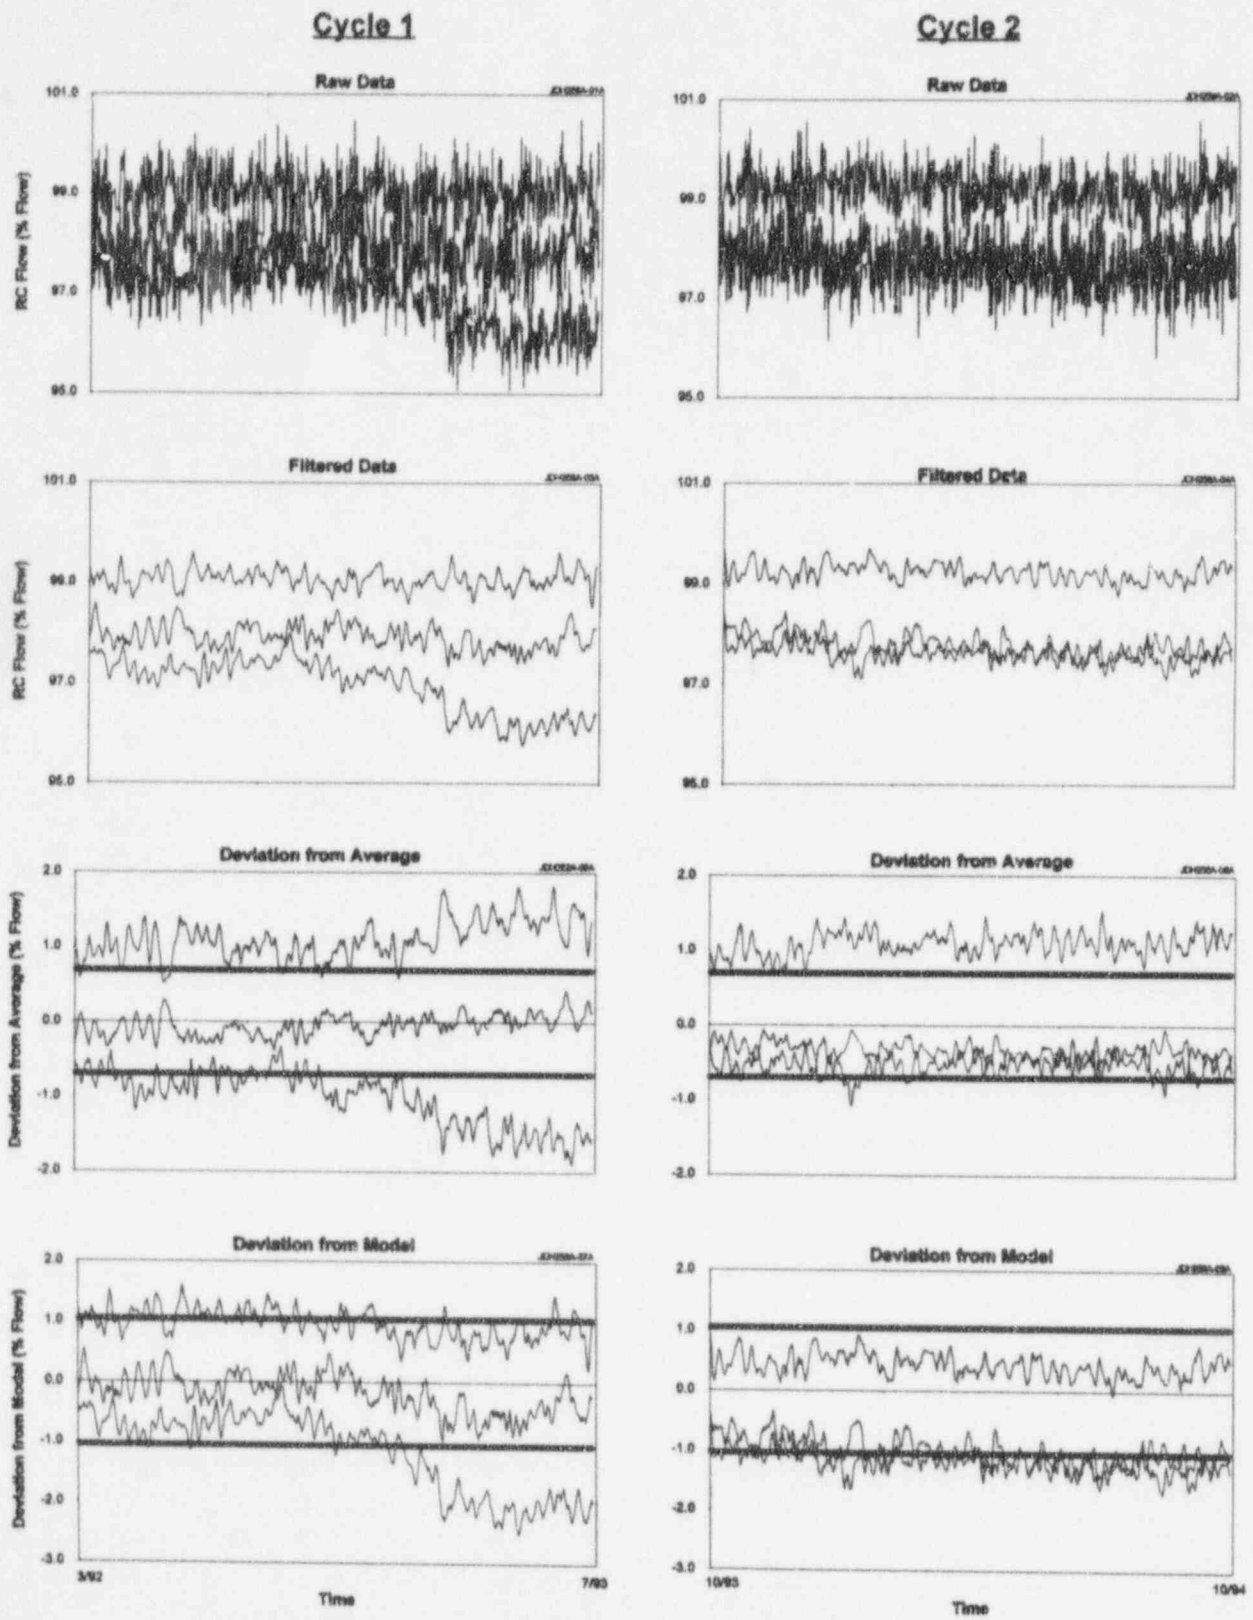 Cycle 1
Cycle 2
Raw Data
101.0
99.0
97.0
95.0
RC Flow (% Flow)
Raw Data
101.0
99.0
97.0
95.0
Filtered Data
101.0
99.0
97.0
95.0
RC Flow (% Flow)
Filtered Data
101.0
99.0
97.0
95.0
Deviation from Average
2.0
1.0
0.0
-1.0
-2.0
Deviation from Average (% Flow)
Deviation from Average
2.0
1.0
0.0
-1.0
-2.0
Deviation from Model
2.0
1.0
0.0
-1.0
-2.0
-3.0
Deviation from Model (% Flow)
3/92
7/93
Time
Deviation from Model
2.0
1.0
0.0
-1.0
-2.0
-3.0
10/93
10/94
Time